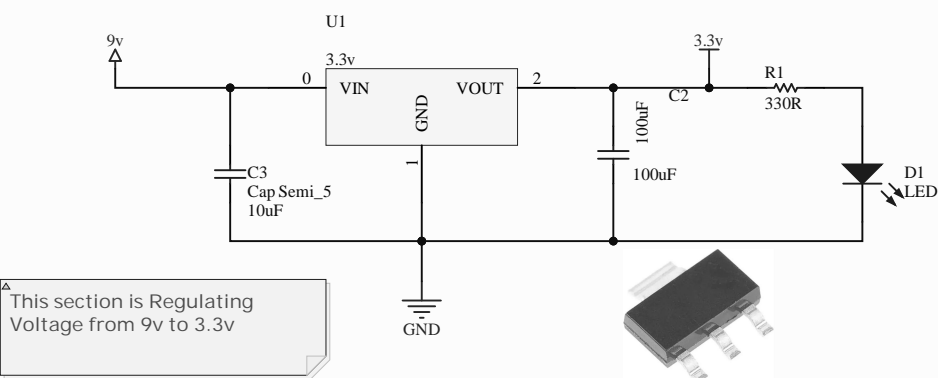 U1
9v
3.3v
0
VIN
VOUT
GND
2
1
C3
Cap Semi_5
10uF
3.3v
C2
100uF
100uF
R1
330R
D1
LED
GND
This section is Regulating
Voltage from 9v to 3.3v